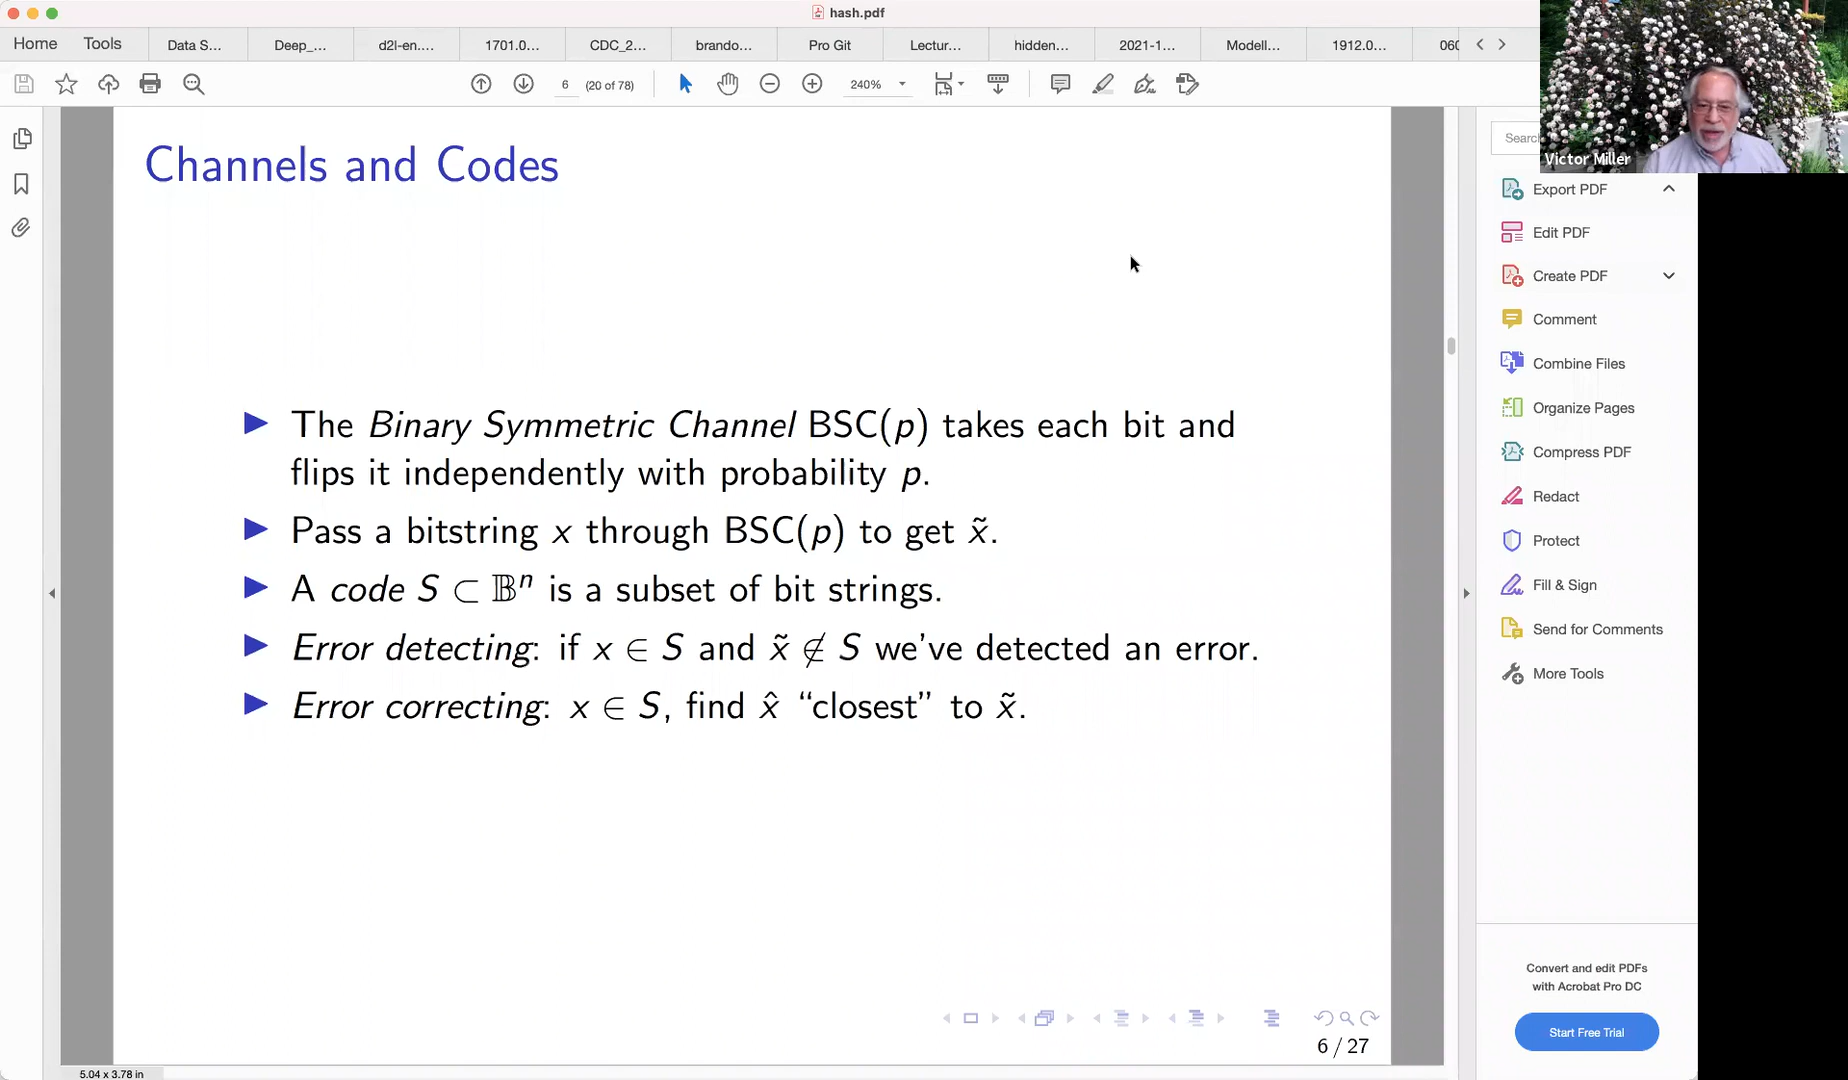 hash.pdf
Home Tools Data S... Deep_... d2l-en.... 1701.0... CDC_2... brando... Pro Git Lectur... hidden... 2021-1... Modell... 1912.0... 060
6 (20 of 78) 240%
Victor Miller
Channels and Codes
▶ The Binary Symmetric Channel BSC(p) takes each bit and
flips it independently with probability p.
▶ Pass a bitstring x through BSC(p) to get x̃.
▶ A code S ⊂ 𝔹ⁿ is a subset of bit strings.
▶ Error detecting: if x ∈ S and x̃ ∉ S we've detected an error.
▶ Error correcting: x ∈ S, find x̂ “closest” to x̃.
6 / 27
5.04 x 3.78 in
Searc
Export PDF
Edit PDF
Create PDF
Comment
Combine Files
Organize Pages
Compress PDF
Redact
Protect
Fill & Sign
Send for Comments
More Tools
Convert and edit PDFs
with Acrobat Pro DC
Start Free Trial